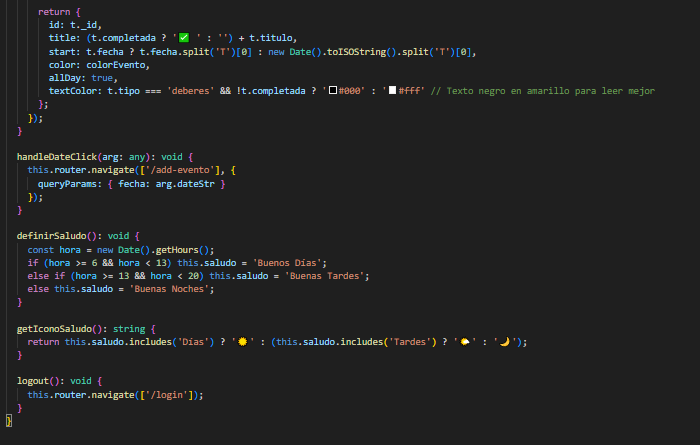 return {
id: t._id,
title: (t.completada ? '✅ ' : '') + t.titulo,
start: t.fecha ? t.fecha.split('T')[0] : new Date().toISOString().split('T')[0],
color: colorEvento,
allDay: true,
textColor: t.tipo === 'deberes' && !t.completada ? '#000' : '#fff' // Texto negro en amarillo para leer mejor
};
});
}
handleDateClick(arg: any): void {
this.router.navigate(['/add-evento'], {
queryParams: { fecha: arg.dateStr }
});
}
definirSaludo(): void {
const hora = new Date().getHours();
if (hora >= 6 && hora < 13) this.saludo = 'Buenos Días';
else if (hora >= 13 && hora < 20) this.saludo = 'Buenas Tardes';
else this.saludo = 'Buenas Noches';
}
getIconoSaludo(): string {
return this.saludo.includes('Días') ? '☀️' : (this.saludo.includes('Tardes') ? '🌤️' : '🌙');
}
logout(): void {
this.router.navigate(['/login']);
}
}